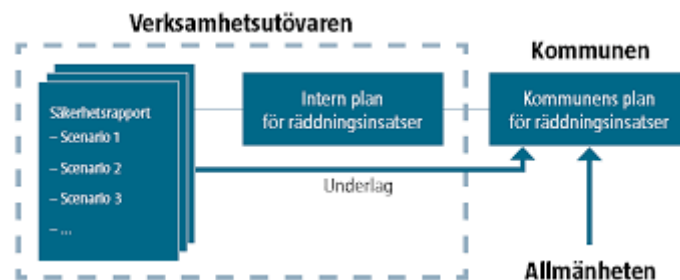 Verksamhetsutövaren
Kommunen
Säkerhetsrapport
– Scenario 1
– Scenario 2
– Scenario 3
– ...
Intern plan
för räddningsinsatser
Kommunens plan
för räddningsinsatser
Underlag
Allmänheten